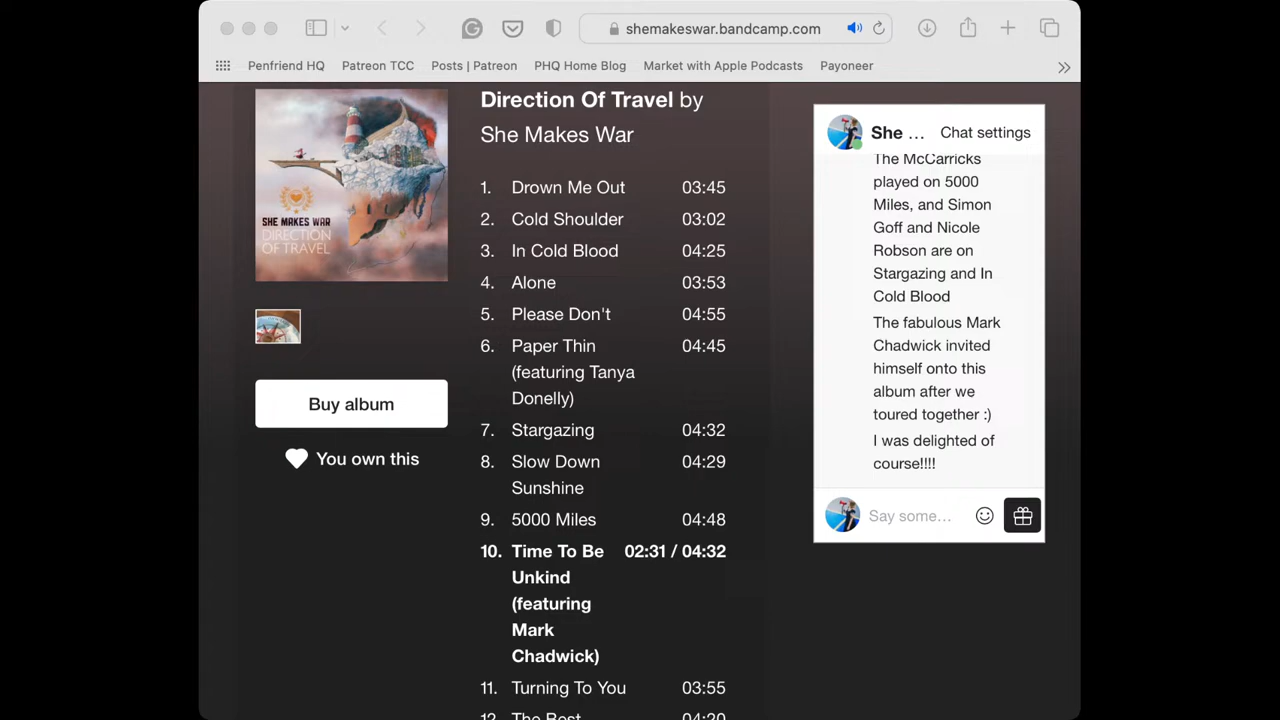 shemakeswar.bandcamp.com
Penfriend HQ
Patreon TCC
Posts | Patreon
PHQ Home Blog
Market with Apple Podcasts
Payoneer
SHE MAKES WAR
DIRECTION
OF TRAVEL
Buy album
You own this
Direction Of Travel by
She Makes War
1. Drown Me Out 03:45
2. Cold Shoulder 03:02
3. In Cold Blood 04:25
4. Alone 03:53
5. Please Don't 04:55
6. Paper Thin 04:45
(featuring Tanya
Donelly)
7. Stargazing 04:32
8. Slow Down 04:29
Sunshine
9. 5000 Miles 04:48
10. Time To Be 02:31 / 04:32
Unkind
(featuring
Mark
Chadwick)
11. Turning To You 03:55
12. The Best 04:20
She ... Chat settings
The McCarricks
played on 5000
Miles, and Simon
Goff and Nicole
Robson are on
Stargazing and In
Cold Blood
The fabulous Mark
Chadwick invited
himself onto this
album after we
toured together :)
I was delighted of
course!!!!
Say some...